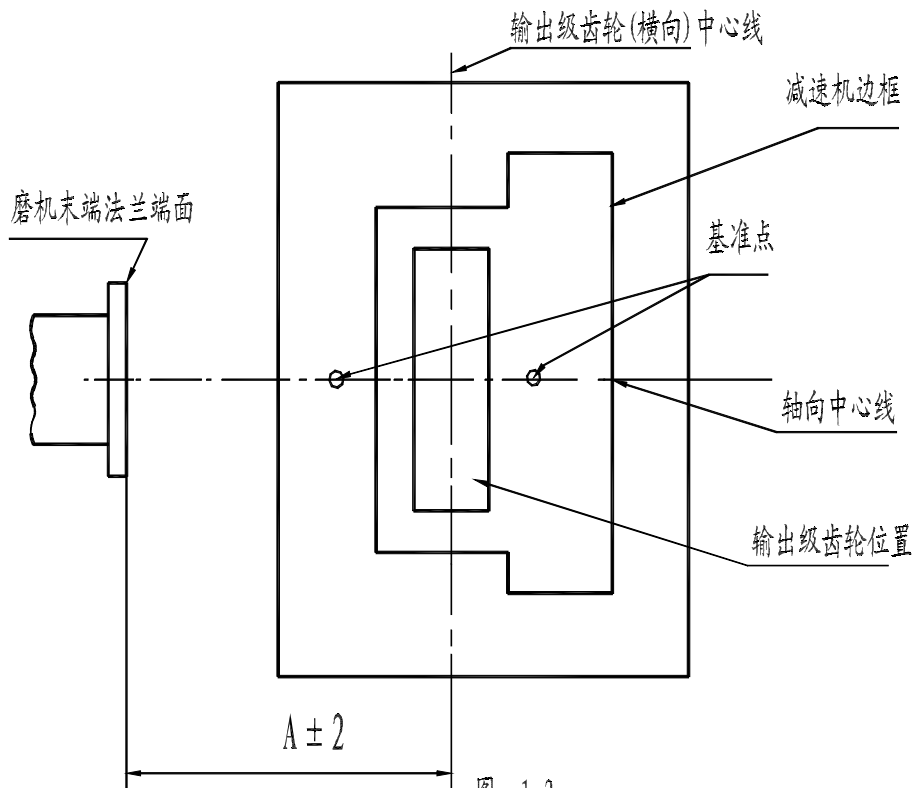 输出级齿轮(横向)中心线
减速机边框
磨机末端法兰端面
基准点
轴向中心线
输出级齿轮位置
A±2